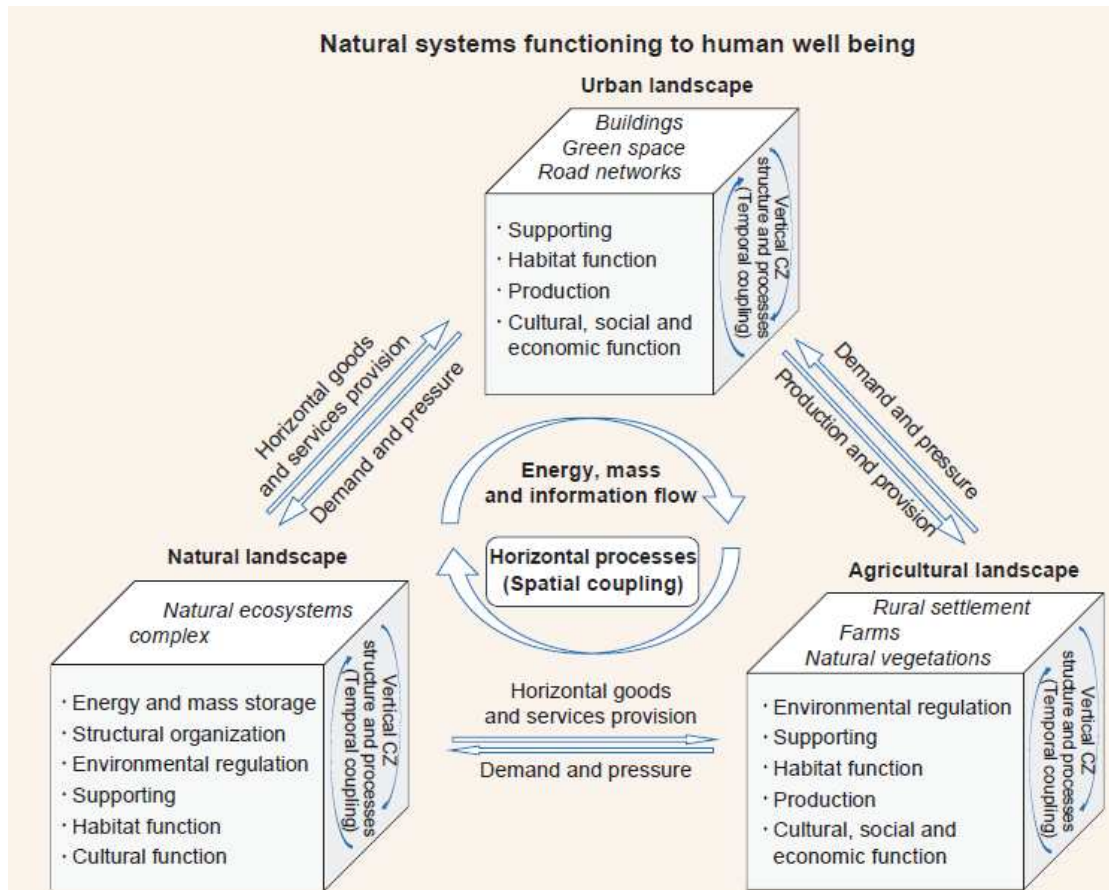 Natural systems functioning to human well being
Urban landscape
Buildings
Green space
Road networks
· Supporting
· Habitat function
· Production
· Cultural, social and
economic function
Vertical CZ
structure and processes
(Temporal coupling)
Horizontal goods
and services provision
Demand and pressure
Demand and pressure
Production and provision
Energy, mass
and information flow
Horizontal processes
(Spatial coupling)
Natural landscape
Natural ecosystems
complex
· Energy and mass storage
· Structural organization
· Environmental regulation
· Supporting
· Habitat function
· Cultural function
Vertical CZ
structure and processes
(Temporal coupling)
Horizontal goods
and services provision
Demand and pressure
Agricultural landscape
Rural settlement
Farms
Natural vegetations
· Environmental regulation
· Supporting
· Habitat function
· Production
· Cultural, social and
economic function
Vertical CZ
structure and processes
(Temporal coupling)